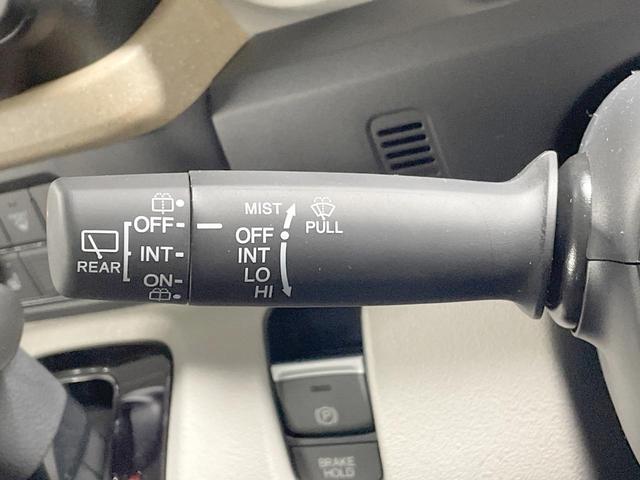 OFF
INT
ON
REAR
MIST
OFF
INT
LO
HI
PULL
P
BRAKE
HOLD